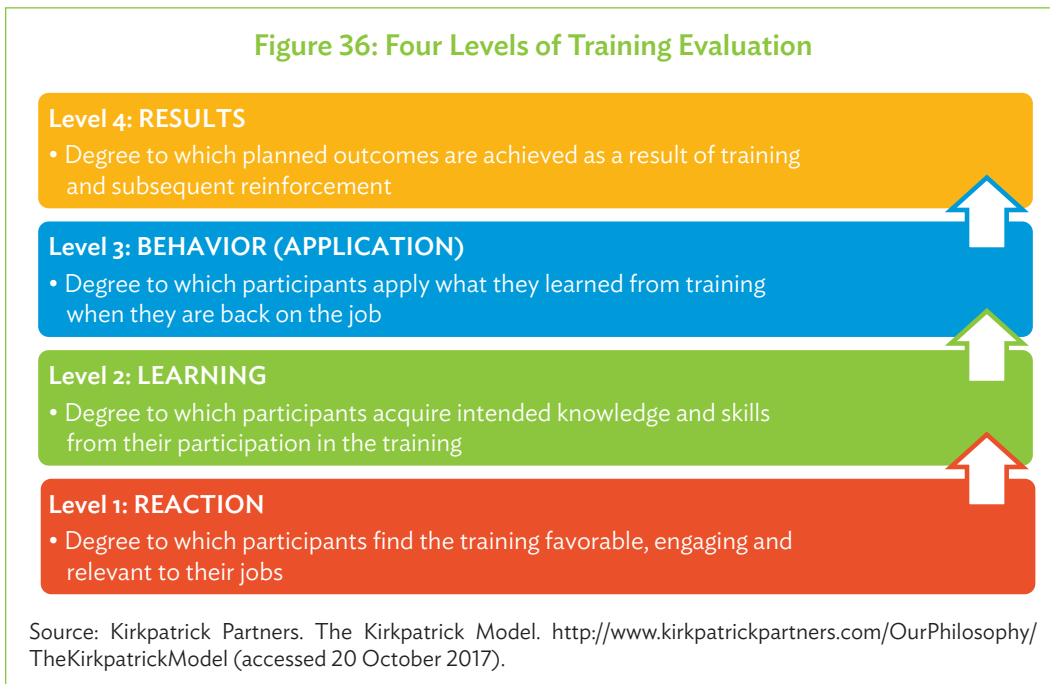 Figure 36: Four Levels of Training Evaluation
Level 4: RESULTS
• Degree to which planned outcomes are achieved as a result of training
and subsequent reinforcement
Level 3: BEHAVIOR (APPLICATION)
• Degree to which participants apply what they learned from training
when they are back on the job
Level 2: LEARNING
• Degree to which participants acquire intended knowledge and skills
from their participation in the training
Level 1: REACTION
• Degree to which participants find the training favorable, engaging and
relevant to their jobs
Source: Kirkpatrick Partners. The Kirkpatrick Model. http://www.kirkpatrickpartners.com/OurPhilosophy/
TheKirkpatrickModel (accessed 20 October 2017).